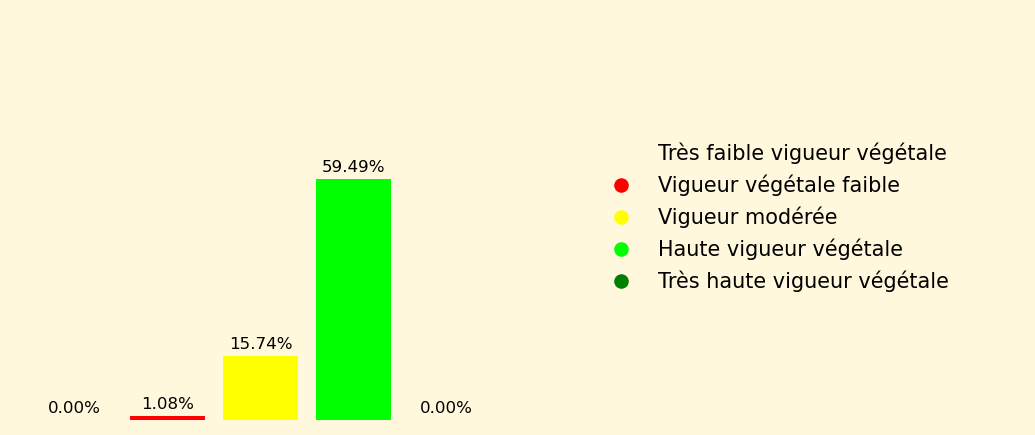 59.49%
15.74%
1.08%
0.00%
0.00%
Très faible vigueur végétale
Vigueur végétale faible
Vigueur modérée
Haute vigueur végétale
Très haute vigueur végétale